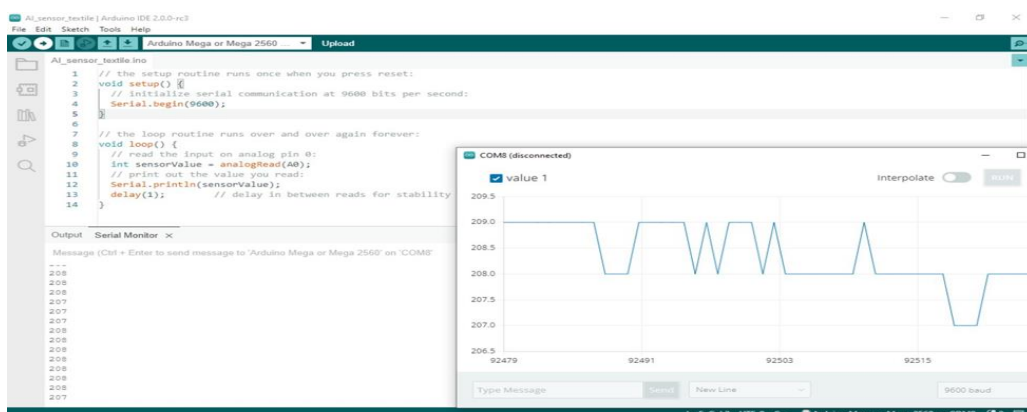 AI_sensor_textile | Arduino IDE 2.0.0-rc3
File Edit Sketch Tools Help
Arduino Mega or Mega 2560 ... Upload
AI_sensor_textile.ino
1 // the setup routine runs once when you press reset:
2 void setup() {
3 // initialize serial communication at 9600 bits per second:
4 Serial.begin(9600);
5 }
6
7 // the loop routine runs over and over again forever:
8 void loop() {
9 // read the input on analog pin 0:
10 int sensorValue = analogRead(A0);
11 // print out the value you read:
12 Serial.println(sensorValue);
13 delay(1); // delay in between reads for stability
14 }
Output Serial Monitor ×
Message (Ctrl + Enter to send message to 'Arduino Mega or Mega 2560' on 'COM8'
208
208
208
207
207
207
208
208
208
208
208
208
208
207
COM8 (disconnected)
value 1
Interpolate RUN
209.5
209.0
208.5
208.0
207.5
207.0
206.5
92479 92491 92503 92515
Type Message Send New Line 9600 baud